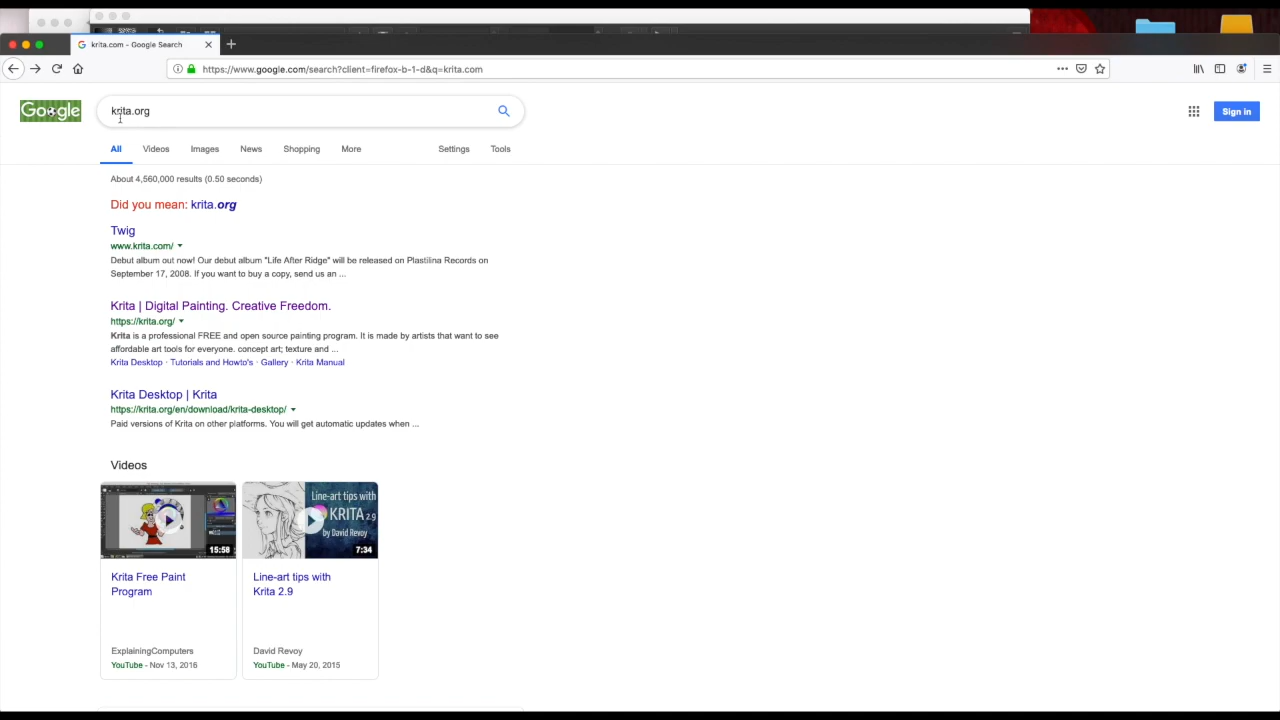 krita.com - Google Search
https://www.google.com/search?client=firefox-b-1-d&q=krita.com
Google
krita.org
Sign in
All
Videos
Images
News
Shopping
More
Settings
Tools
About 4,560,000 results (0.50 seconds)
Did you mean: krita.org
Twig
www.krita.com/
Debut album out now! Our debut album "Life After Ridge" will be released on Plastilina Records on
September 17, 2008. If you want to buy a copy, send us an ...
Krita | Digital Painting. Creative Freedom.
https://krita.org/
Krita is a professional FREE and open source painting program. It is made by artists that want to see
affordable art tools for everyone. concept art; texture and ...
Krita Desktop · Tutorials and Howto's · Gallery · Krita Manual
Krita Desktop | Krita
https://krita.org/en/download/krita-desktop/
Paid versions of Krita on other platforms. You will get automatic updates when ...
Videos
15:58
Line-art tips with
KRITA 2.9
by David Revoy
7:34
Krita Free Paint
Program
Line-art tips with
Krita 2.9
ExplainingComputers
YouTube - Nov 13, 2016
David Revoy
YouTube - May 20, 2015